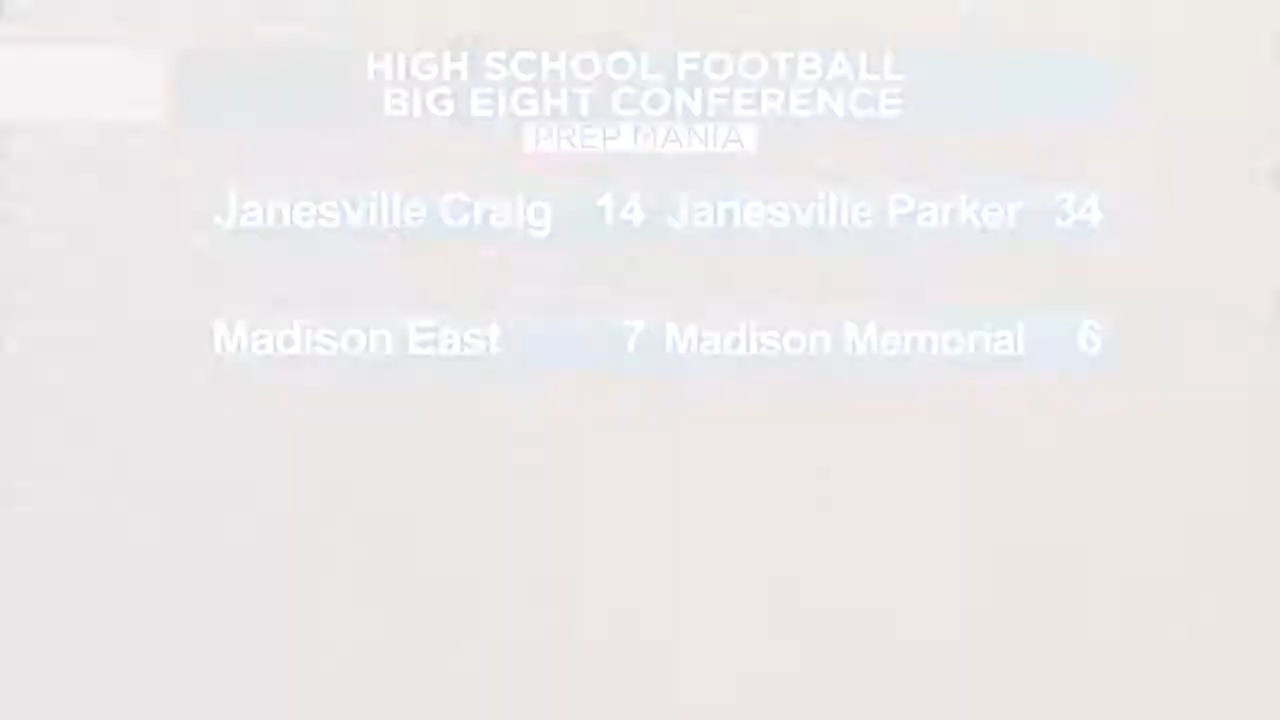 HIGH SCHOOL FOOTBALL
BIG EIGHT CONFERENCE
PREP MANIA
Janesville Craig 14 Janesville Parker 34
Madison East 7 Madison Memorial 6